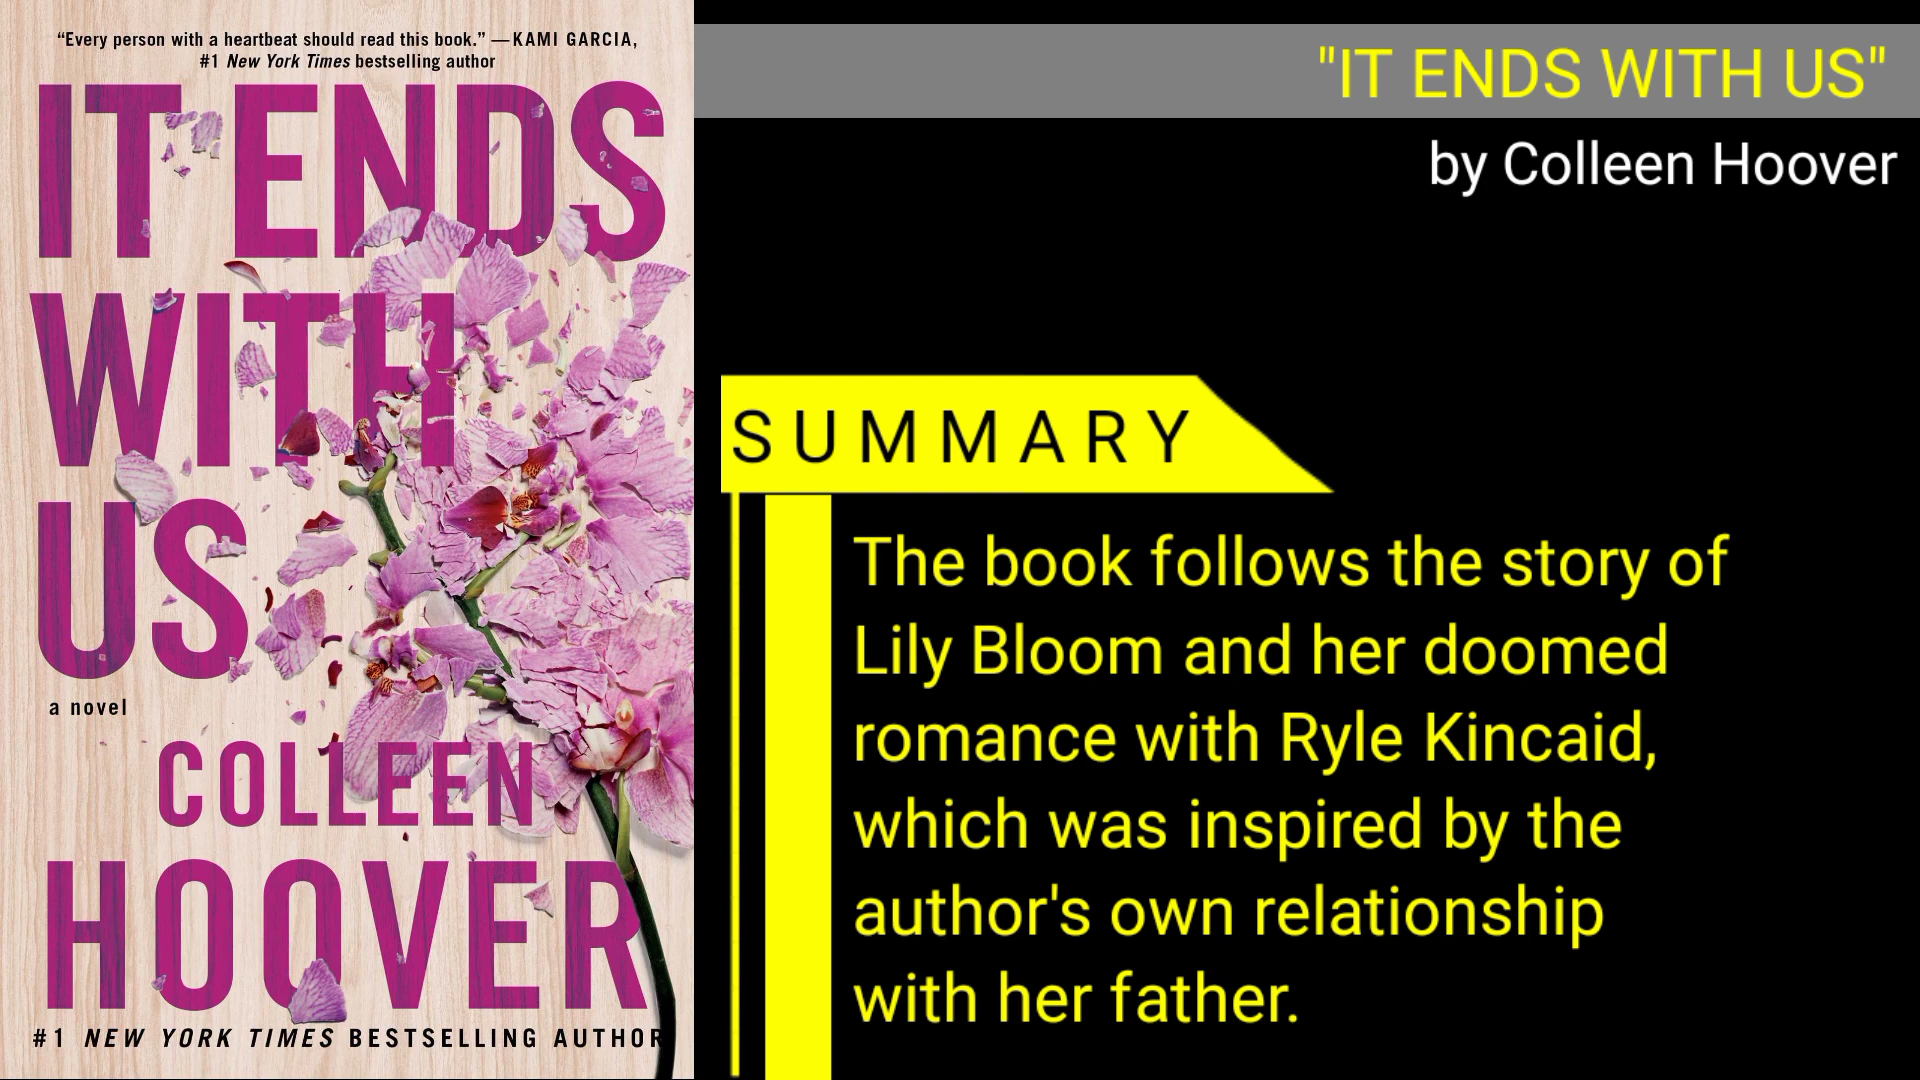 “Every person with a heartbeat should read this book.” —KAMI GARCIA,
#1 New York Times bestselling author
IT ENDS
WITH
US
a novel
COLLEEN
HOOVER
#1 NEW YORK TIMES BESTSELLING AUTHOR
"IT ENDS WITH US"
by Colleen Hoover
SUMMARY
The book follows the story of
Lily Bloom and her doomed
romance with Ryle Kincaid,
which was inspired by the
author's own relationship
with her father.